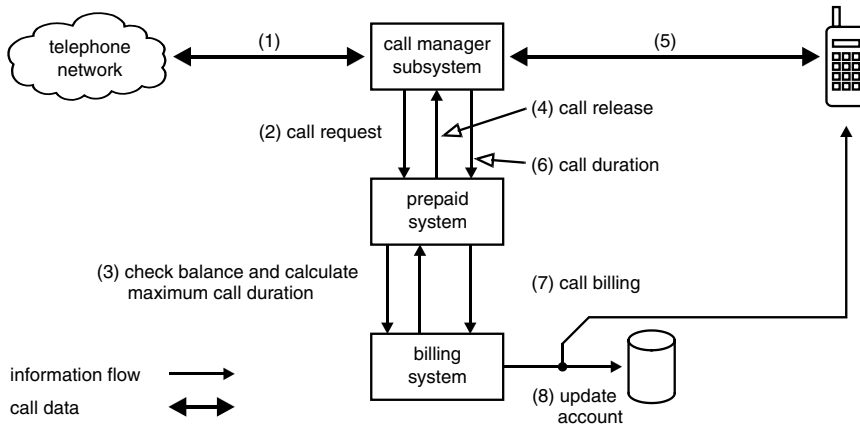 telephone
network
(1)
call manager
subsystem
(5)
(2) call request
(4) call release
(6) call duration
prepaid
system
(3) check balance and calculate
maximum call duration
(7) call billing
billing
system
(8) update
account
information flow
call data